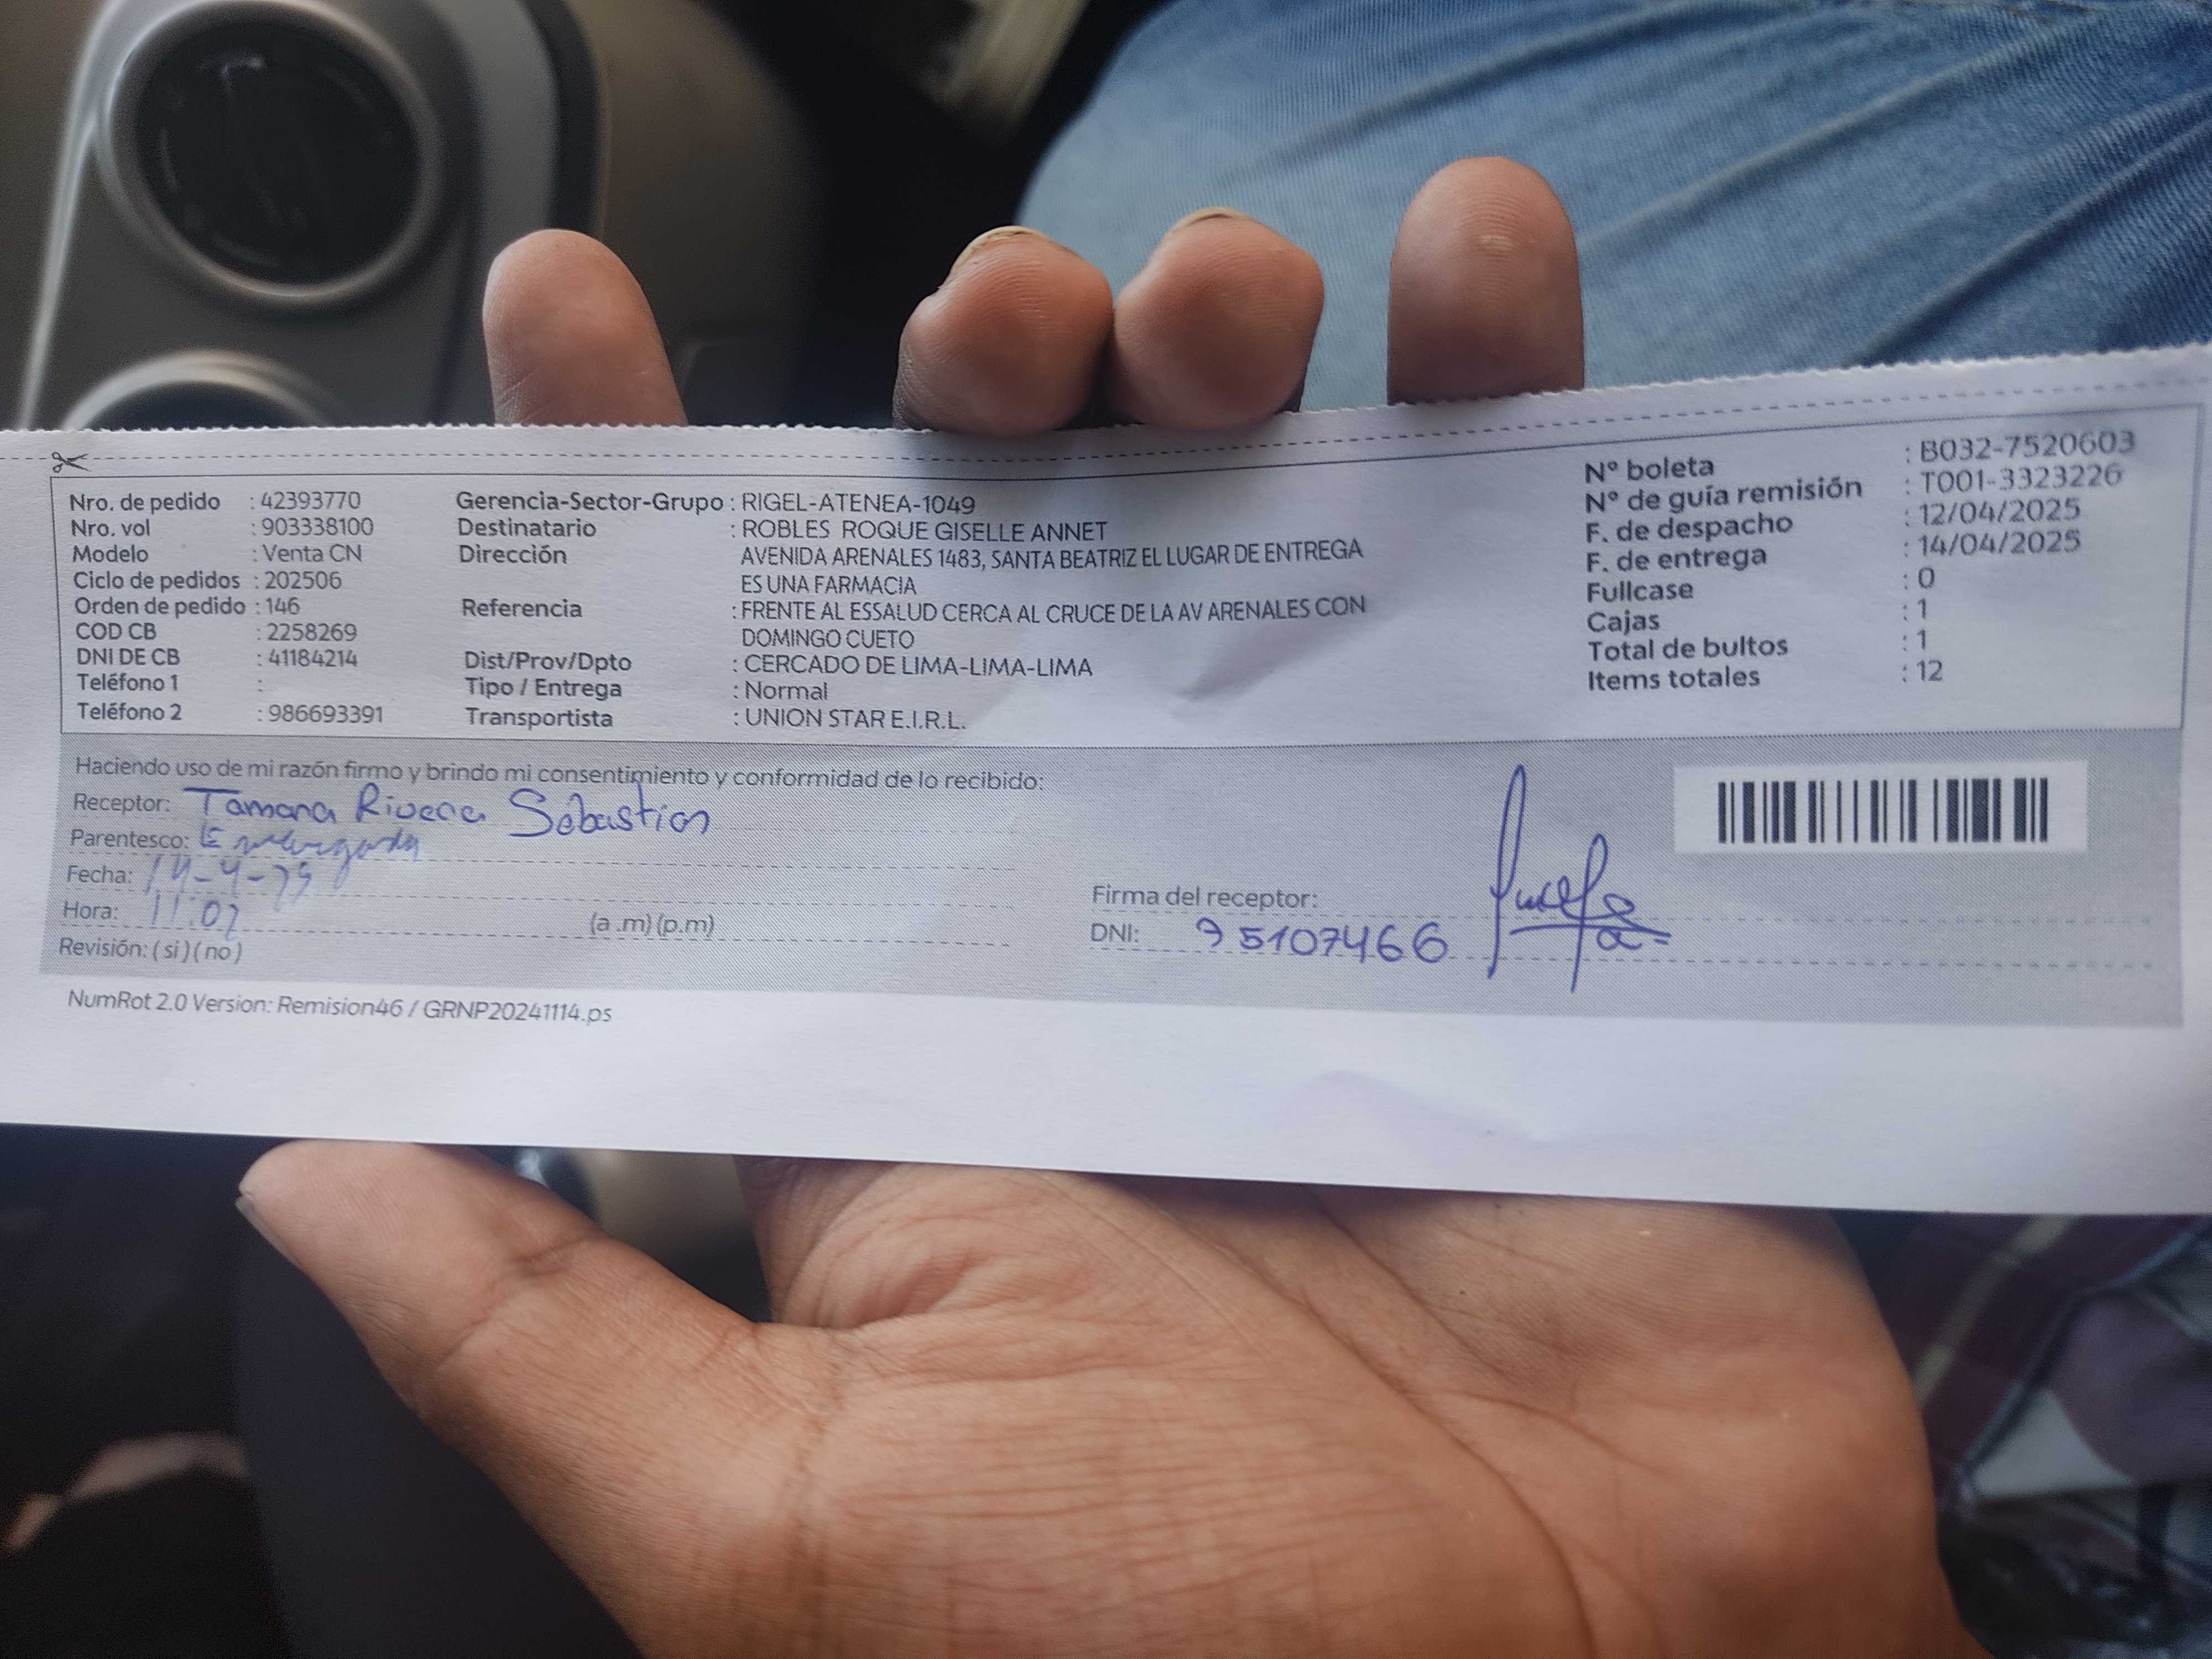 Nro. de pedido : 42393770
Nro. vol : 903338100
Modelo : Venta CN
Ciclo de pedidos : 202506
Orden de pedido : 146
COD CB : 2258269
DNI DE CB : 41184214
Teléfono 1 :
Teléfono 2 : 986693391
Gerencia-Sector-Grupo : RIGEL-ATENEA-1049
Destinatario : ROBLES ROQUE GISELLE ANNET
Dirección AVENIDA ARENALES 1483, SANTA BEATRIZ EL LUGAR DE ENTREGA
ES UNA FARMACIA
Referencia : FRENTE AL ESSALUD CERCA AL CRUCE DE LA AV ARENALES CON
DOMINGO CUETO
Dist/Prov/Dpto : CERCADO DE LIMA-LIMA-LIMA
Tipo / Entrega : Normal
Transportista : UNION STAR E.I.R.L.
N° boleta : B032-7520603
N° de guía remisión : T001-3323226
F. de despacho : 12/04/2025
F. de entrega : 14/04/2025
Fullcase : 0
Cajas : 1
Total de bultos : 1
Items totales : 12
Haciendo uso de mi razón firmo y brindo mi consentimiento y conformidad de lo recibido:
Receptor: Tamara Rivera Sebastian
Parentesco: Encargada
Fecha: 14-4-25
Hora: 11:07 (a .m) (p.m)
Revisión: ( si ) ( no )
Firma del receptor:
DNI: 95107466
NumRot 2.0 Version: Remision46 / GRNP20241114.ps